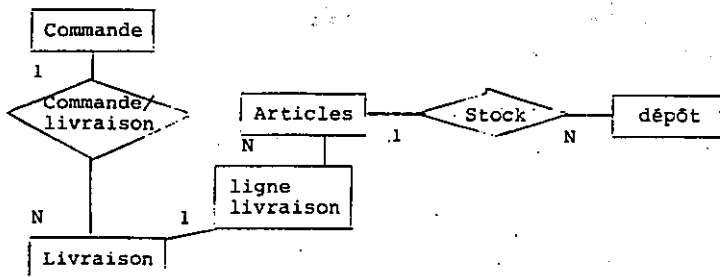 Commande
1
Commande/
livraison
Articles
Stock
dépôt
N
1
N
ligne
livraison
N
1
Livraison